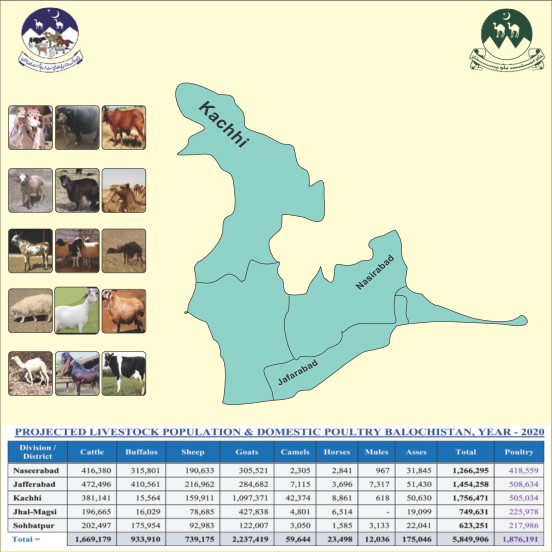 Kachhi
Nasirabad
Jafarabad
PROJECTED LIVESTOCK POPULATION & DOMESTIC POULTRY BALOCHISTAN, YEAR - 2020
Division / District Cattle Buffalos Sheep Goats Camels Horses Mules Asses Total Poultry
Naseerabad 416,380 315,801 190,633 305,521 2,305 2,841 967 31,845 1,266,295 418,559
Jafferabad 472,496 410,561 216,962 284,682 7,115 3,696 7,317 51,430 1,454,258 508,634
Kachhi 381,141 15,564 159,911 1,097,371 42,374 8,861 618 50,630 1,756,471 505,034
Jhal-Magsi 196,665 16,029 78,685 427,838 4,801 6,514 - 19,099 749,631 225,978
Sohbatpur 202,497 175,954 92,983 122,007 3,050 1,585 3,133 22,041 623,251 217,986
Total = 1,669,179 933,910 739,175 2,237,419 59,644 23,498 12,036 175,046 5,849,906 1,876,191